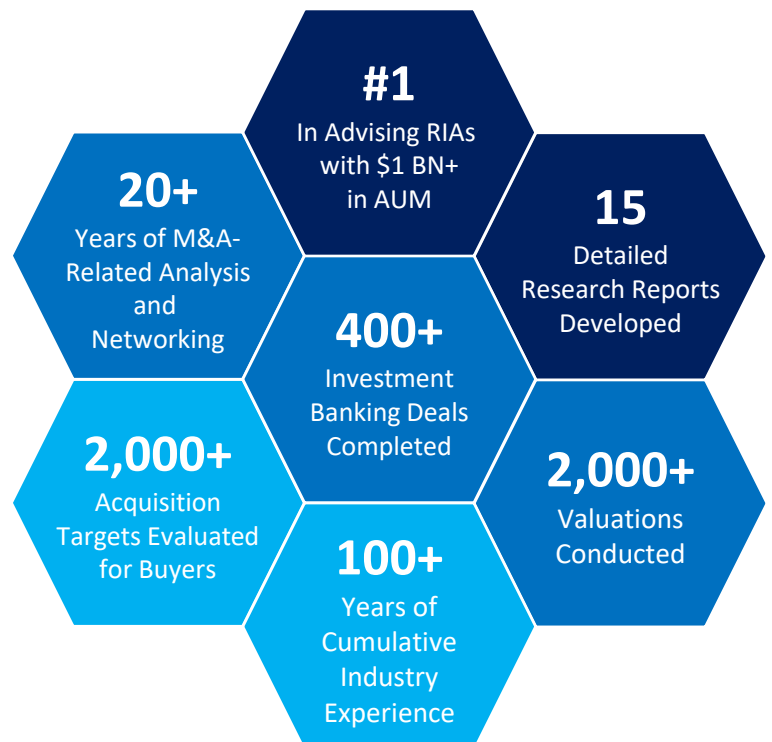 #1
In Advising RIAs
with $1 BN+
in AUM
20+
Years of M&A-
Related Analysis
and
Networking
15
Detailed
Research Reports
Developed
400+
Investment
Banking Deals
Completed
2,000+
Acquisition
Targets Evaluated
for Buyers
2,000+
Valuations
Conducted
100+
Years of
Cumulative
Industry
Experience